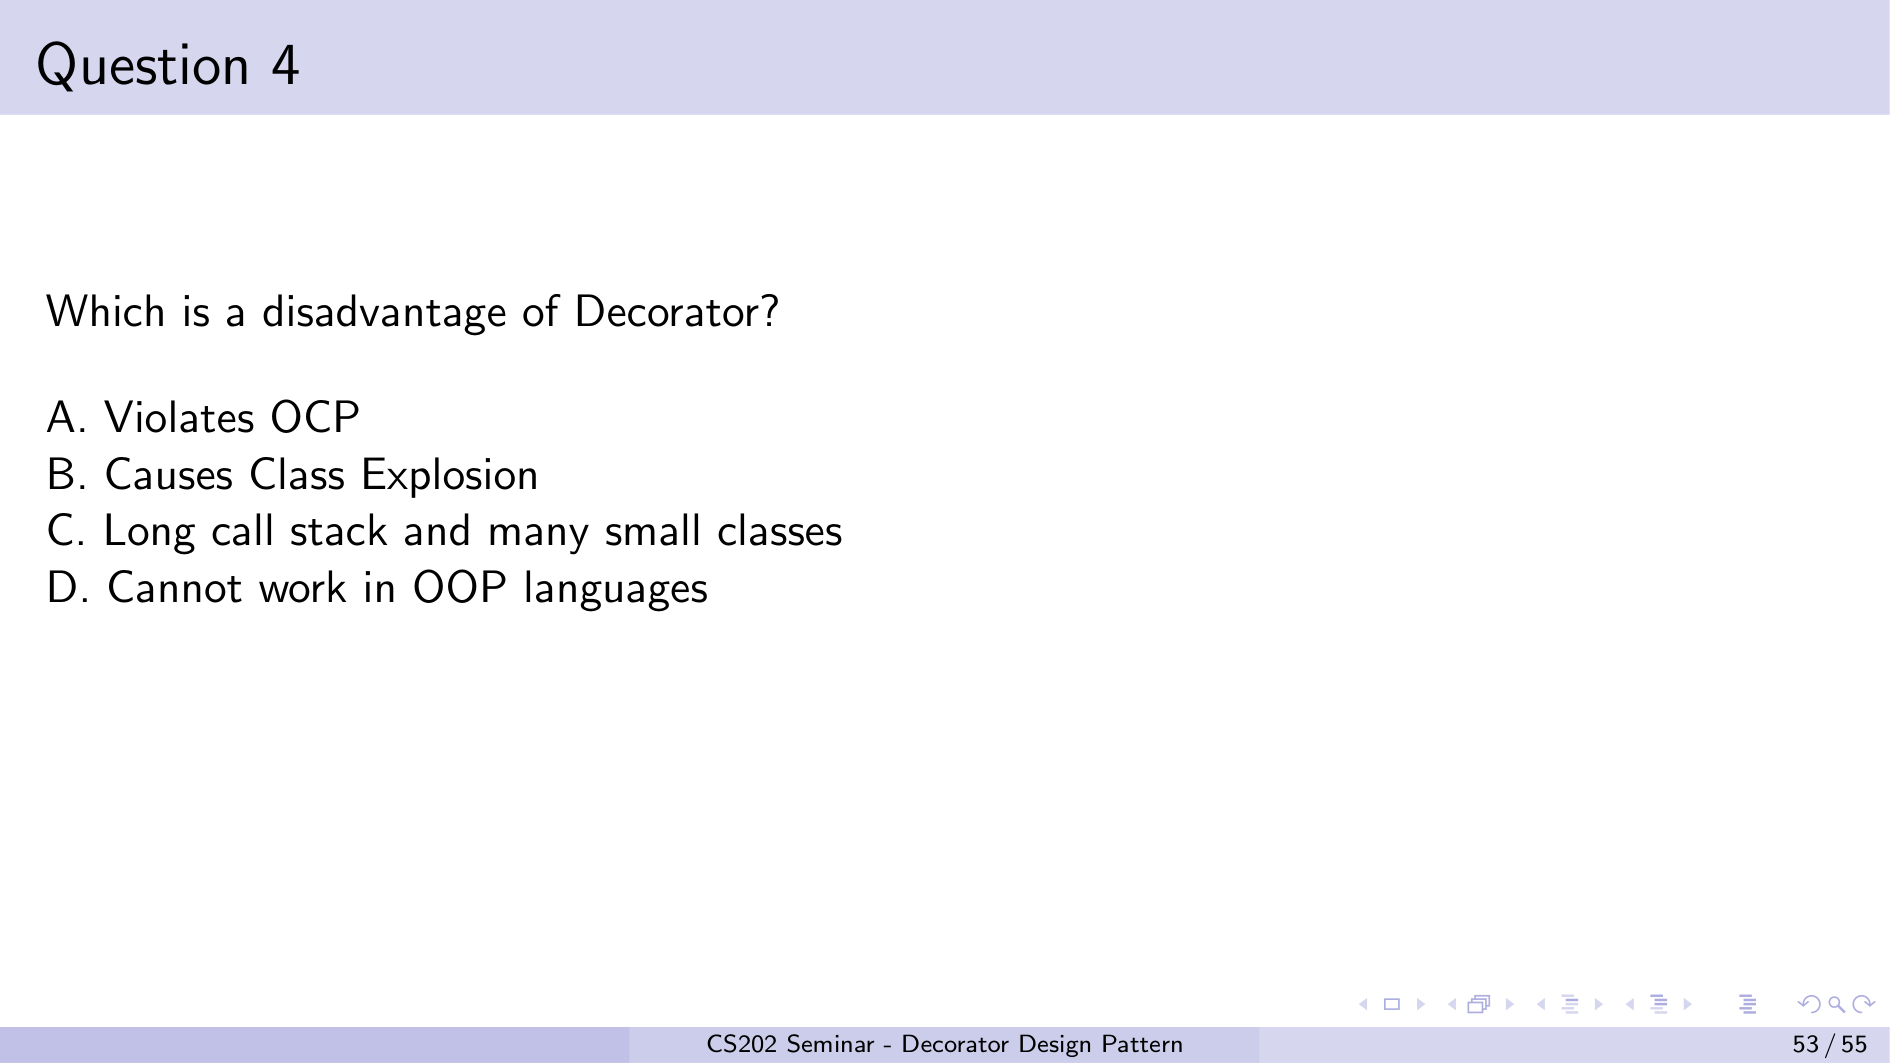 Question 4
Which is a disadvantage of Decorator?
A. Violates OCP
B. Causes Class Explosion
C. Long call stack and many small classes
D. Cannot work in OOP languages
CS202 Seminar - Decorator Design Pattern
53 / 55